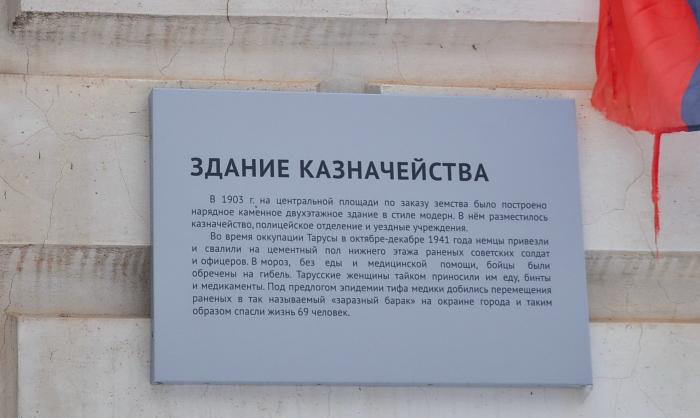 ЗДАНИЕ КАЗНАЧЕЙСТВА
В 1903 г. на центральной площади по заказу земства было построено
нарядное каменное двухэтажное здание в стиле модерн. В нём разместилось
казначейство, полицейское отделение и уездные учреждения.
Во время оккупации Тарусы в октябре-декабре 1941 года немцы привезли
и свалили на цементный пол нижнего этажа раненых советских солдат
и офицеров. В мороз, без еды и медицинской помощи, бойцы были
обречены на гибель. Тарусские женщины тайком приносили им еду, бинты
и медикаменты. Под предлогом эпидемии тифа медики добились перемещения
раненых в так называемый «заразный барак» на окраине города и таким
образом спасли жизнь 69 человек.